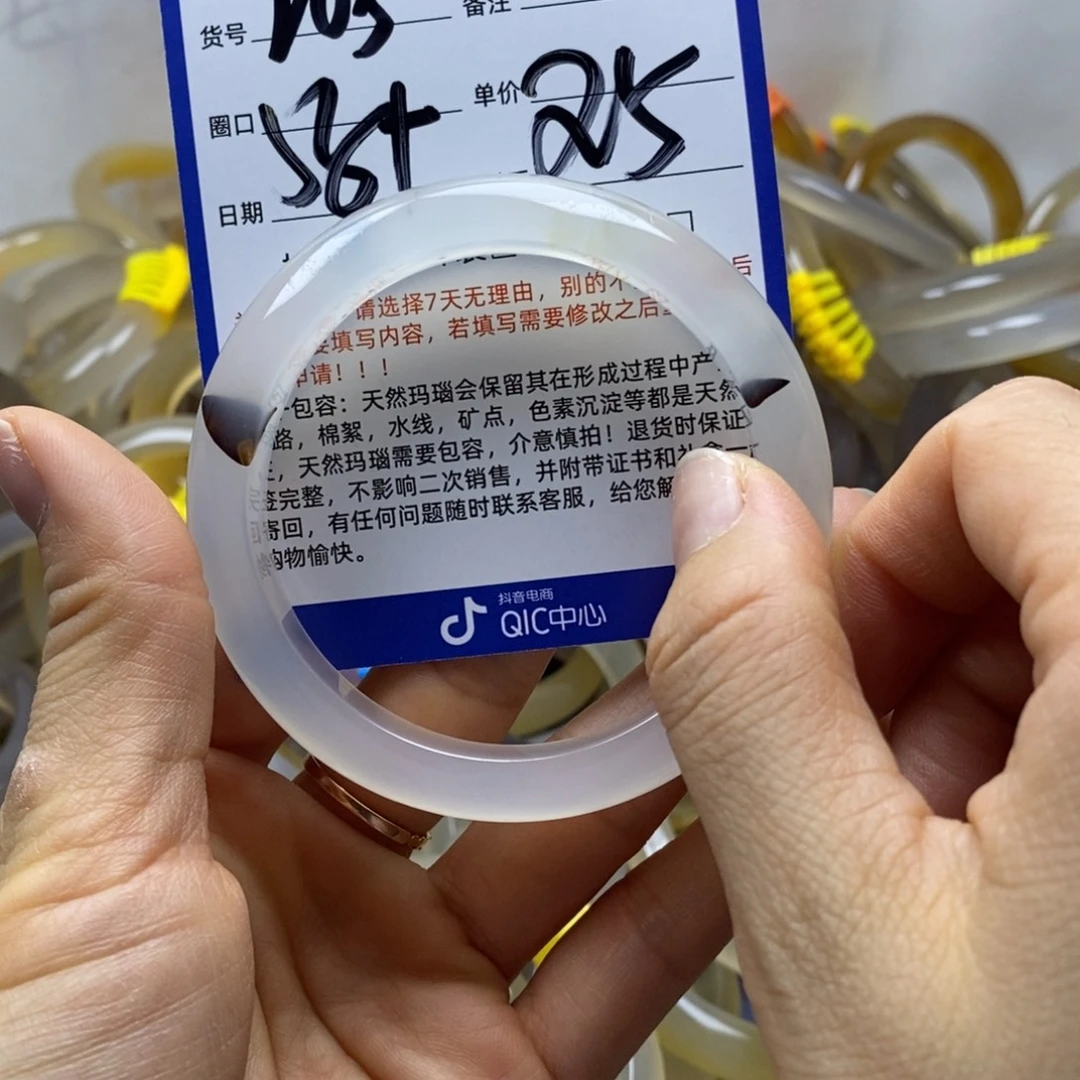 货号 103 备注
圈口 56+ 单价 25
日期
请选择7天无理由，别的不 后
要填写内容，若填写需要修改之后
申请！！！
包容：天然玛瑙会保留其在形成过程中产
路，棉絮，水线，矿点，色素沉淀等都是天然
，天然玛瑙需要包容，介意慎拍！退货时保证
签完整，不影响二次销售，并附带证书和礼盒一
寄回，有任何问题随时联系客服，给您解
购物愉快。
抖音电商
QIC中心